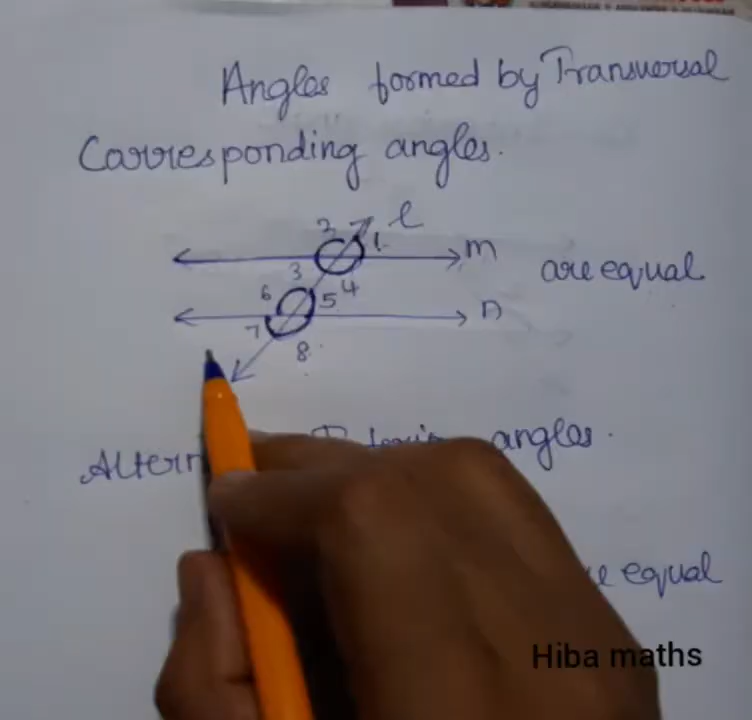 Angles formed by Transversal
Carresponding angles.
2 l
1 m
3
are equal
6 5 4
n
7
8
angles.
equal
Hiba maths